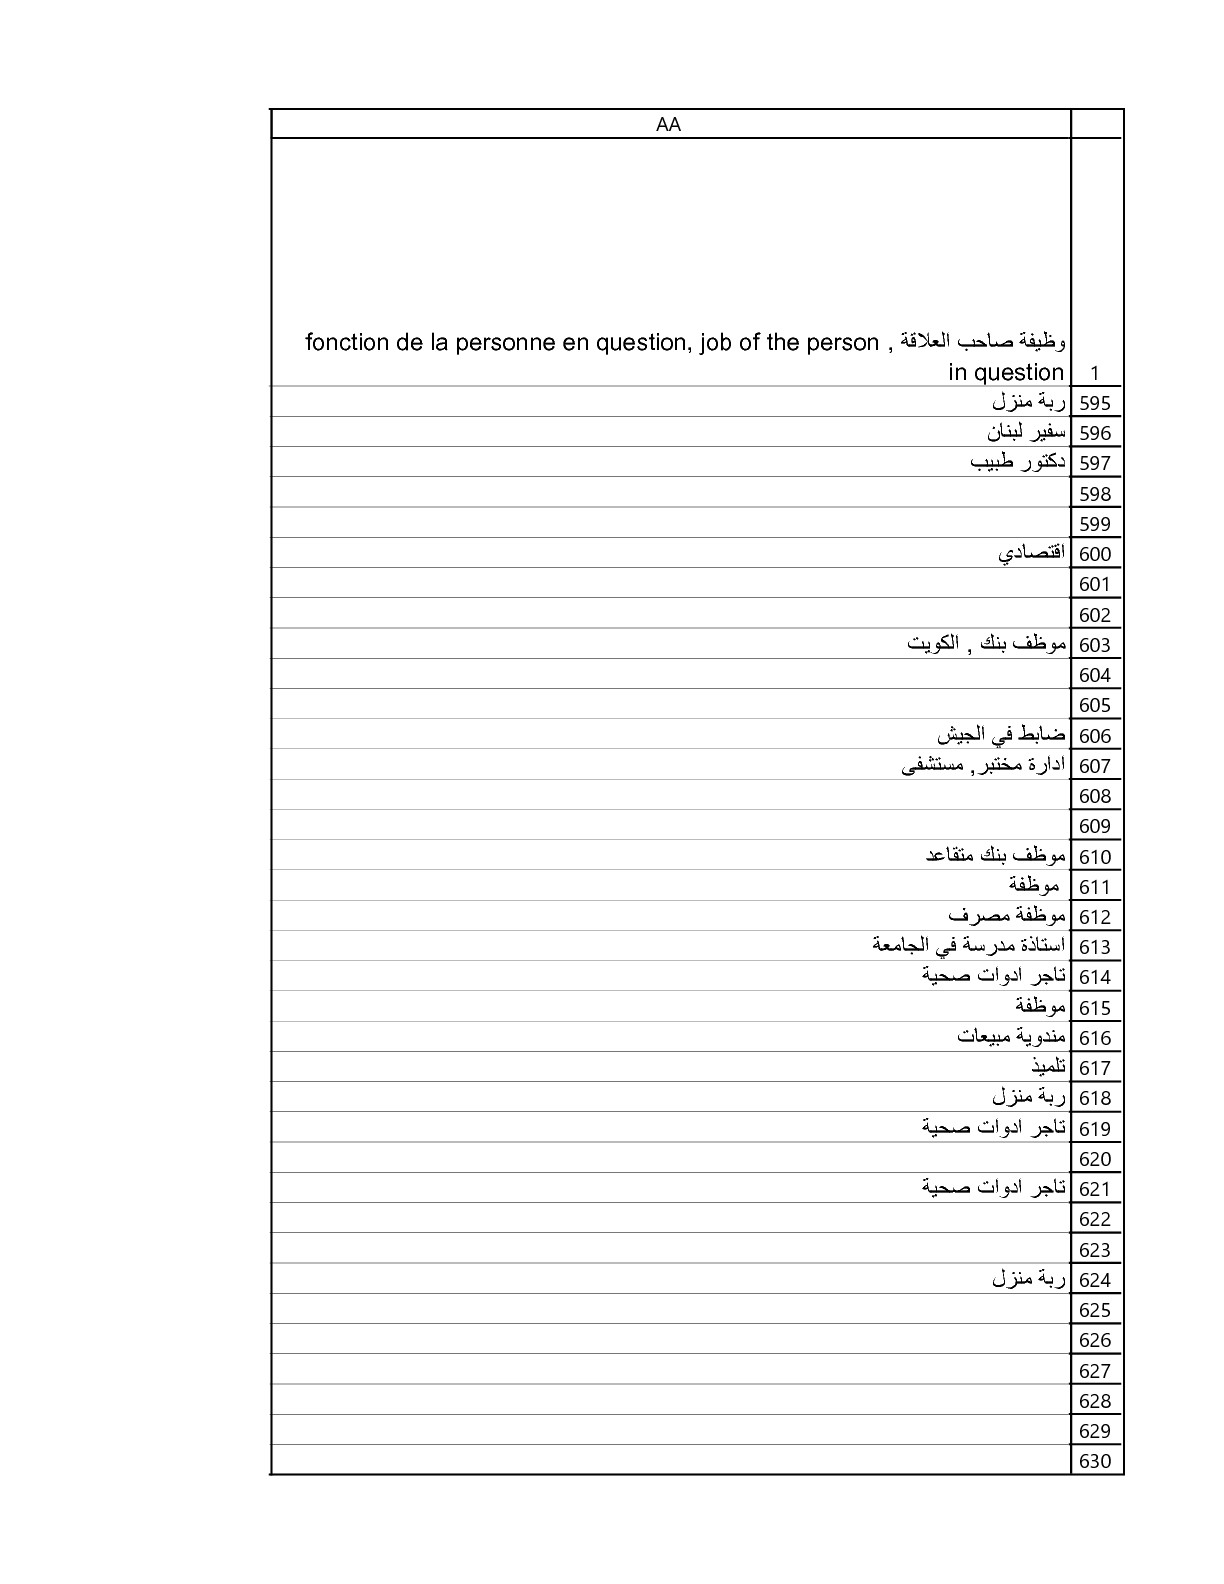 AA
وظيفة صاحب العلاقة , fonction de la personne en question, job of the person
in question 1
ربة منزل 595
سفير لبنان 596
دكتور طبيب 597
598
599
اقتصادي 600
601
602
موظف بنك , الكويت 603
604
605
ضابط في الجيش 606
ادارة مختبر, مستشفى 607
608
609
موظف بنك متقاعد 610
موظفة 611
موظفة مصرف 612
استاذة مدرسة في الجامعة 613
تاجر ادوات صحية 614
موظفة 615
مندوية مبيعات 616
تلميذ 617
ربة منزل 618
تاجر ادوات صحية 619
620
تاجر ادوات صحية 621
622
623
ربة منزل 624
625
626
627
628
629
630